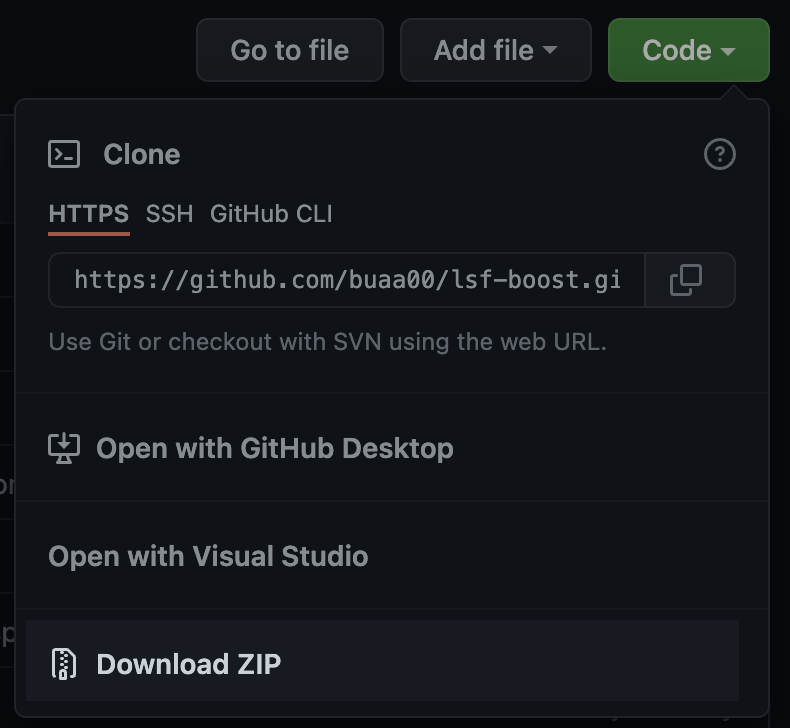 Go to file Add file Code
Clone
HTTPS SSH GitHub CLI
https://github.com/buaa00/lsf-boost.gi
Use Git or checkout with SVN using the web URL.
Open with GitHub Desktop
Open with Visual Studio
Download ZIP